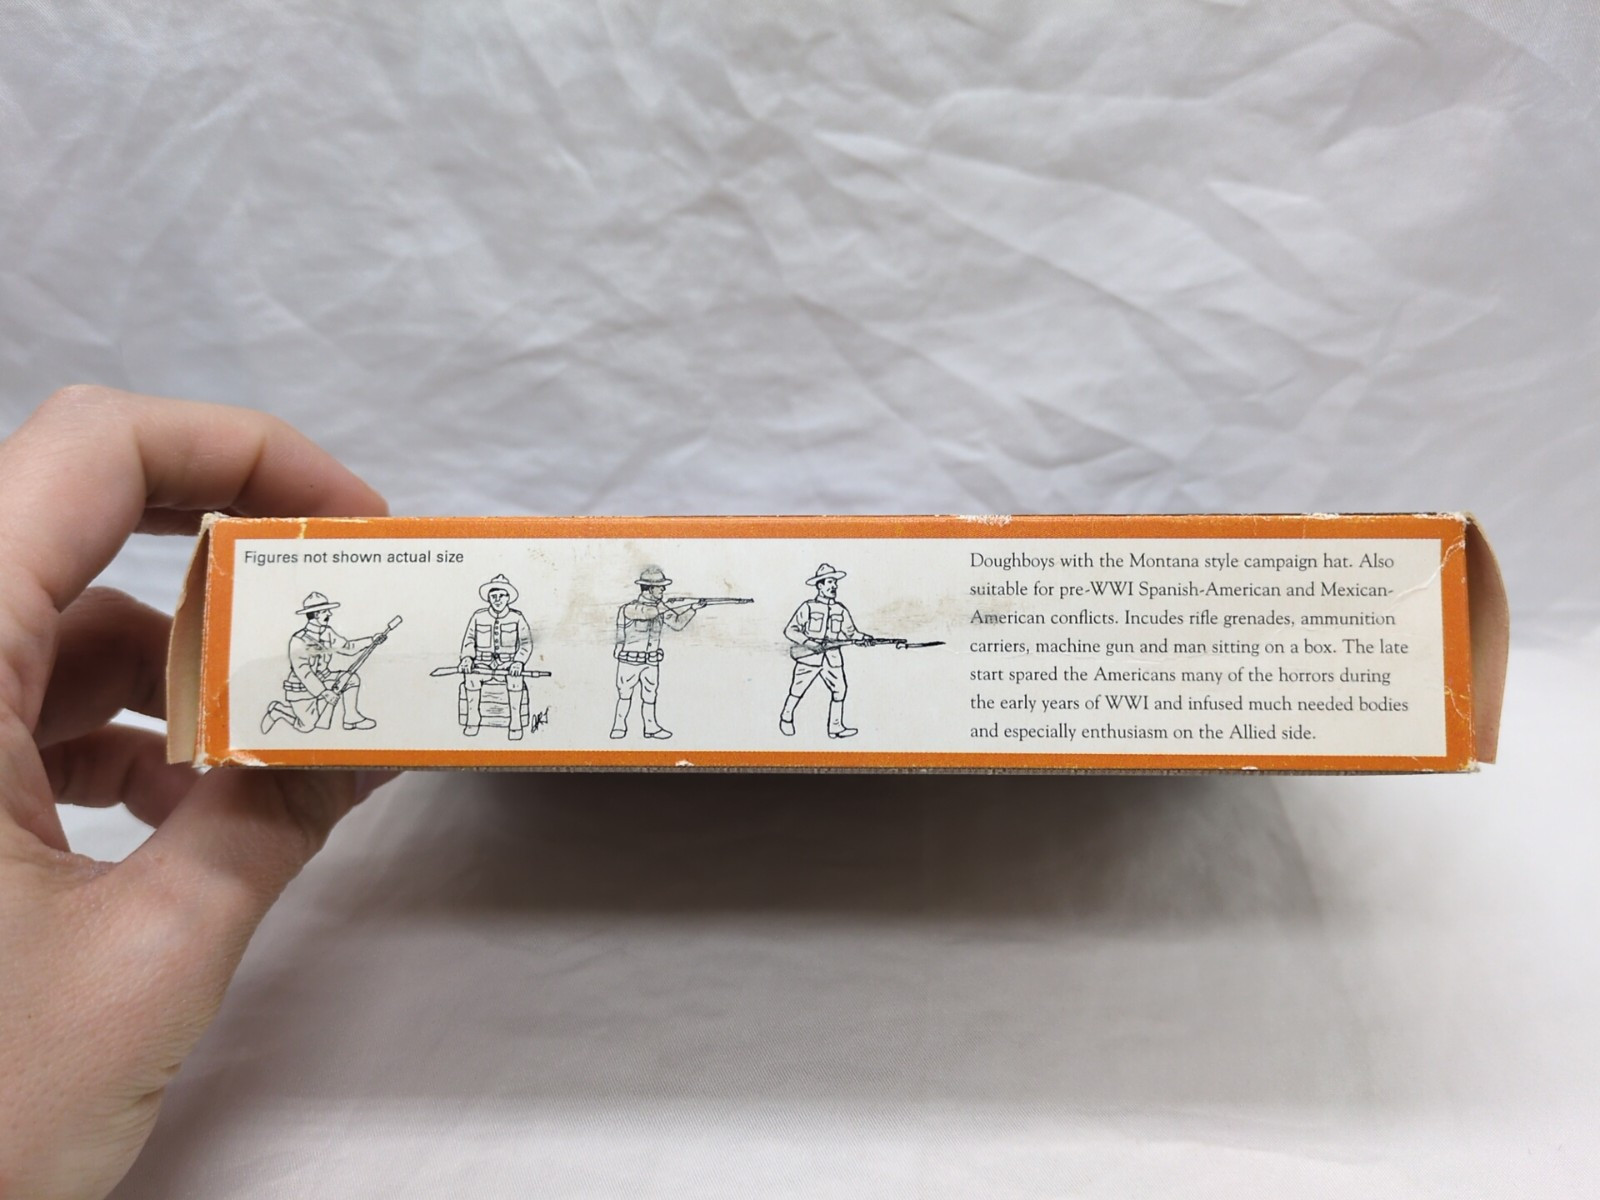 Figures not shown actual size
Doughboys with the Montana style campaign hat. Also
suitable for pre-WWI Spanish-American and Mexican-
American conflicts. Incudes rifle grenades, ammunition
carriers, machine gun and man sitting on a box. The late
start spared the Americans many of the horrors during
the early years of WWI and infused much needed bodies
and especially enthusiasm on the Allied side.